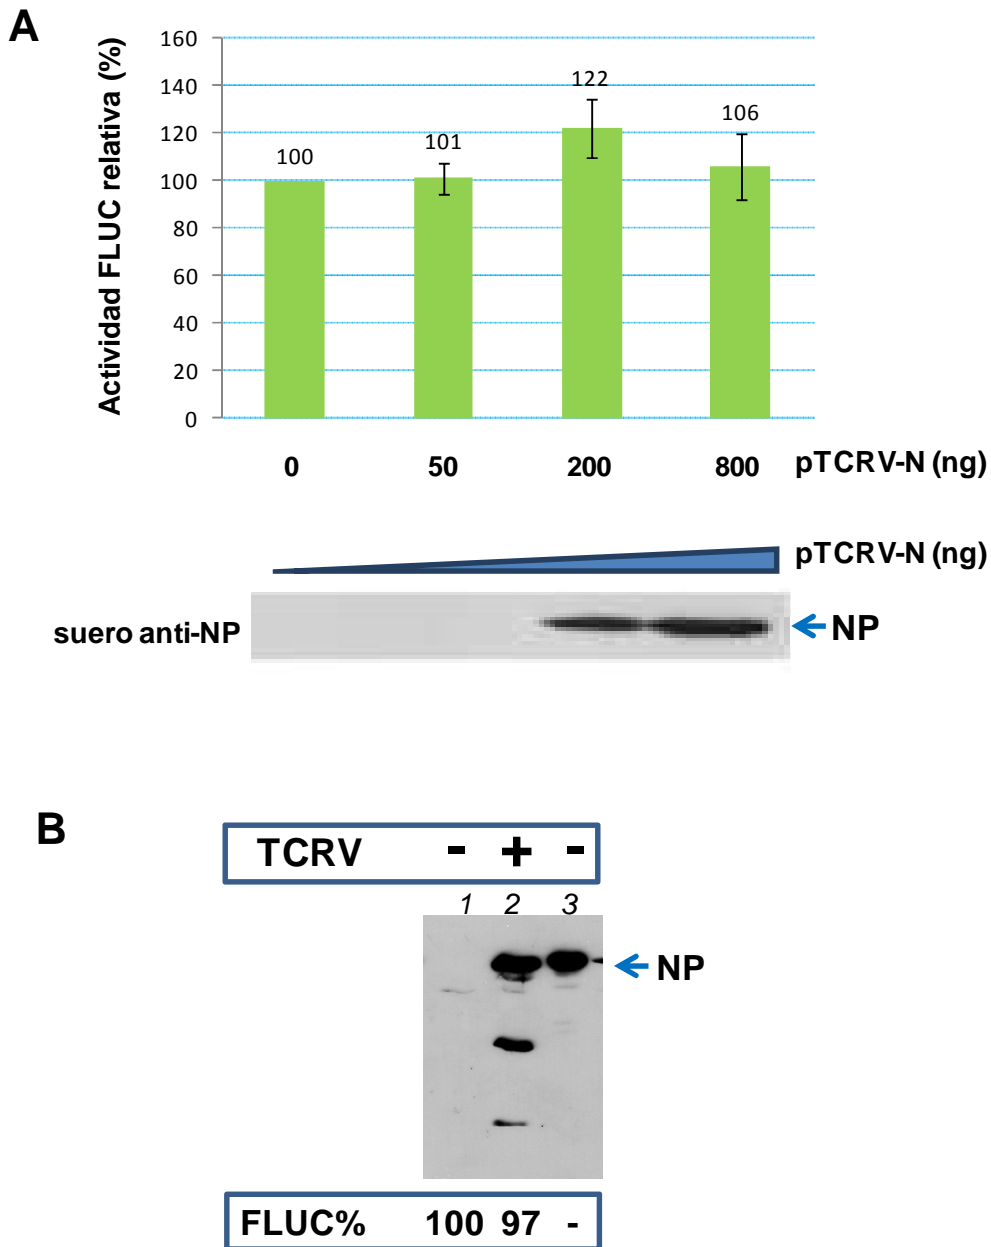 A
Actividad FLUC relativa (%)
160
140
120
100
80
60
40
20
0
100
101
122
106
0 50 200 800 pTCRV-N (ng)
pTCRV-N (ng)
suero anti-NP
NP
B
TCRV - + -
1 2 3
NP
FLUC% 100 97 -